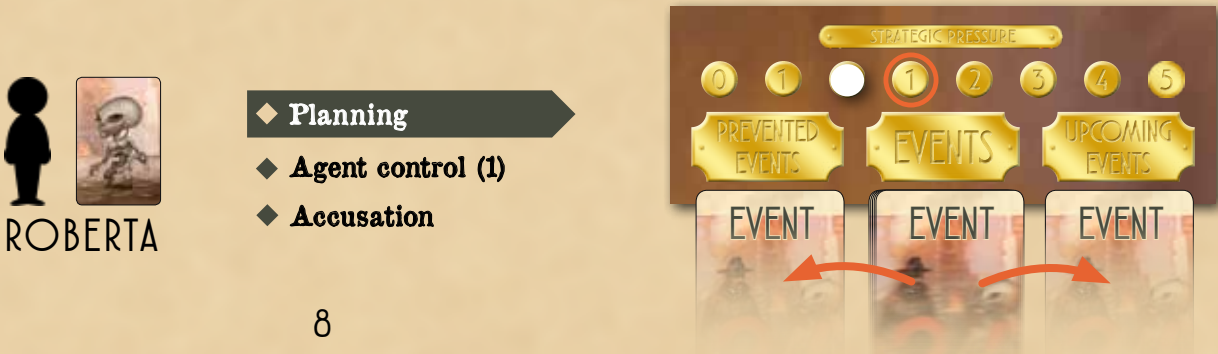 ROBERTA
Planning
Agent control (1)
Accusation
8
STRATEGIC PRESSURE
0 1 1 2 3 4 5
PREVENTED
EVENTS
EVENTS
UPCOMING
EVENTS
EVENT
EVENT
EVENT